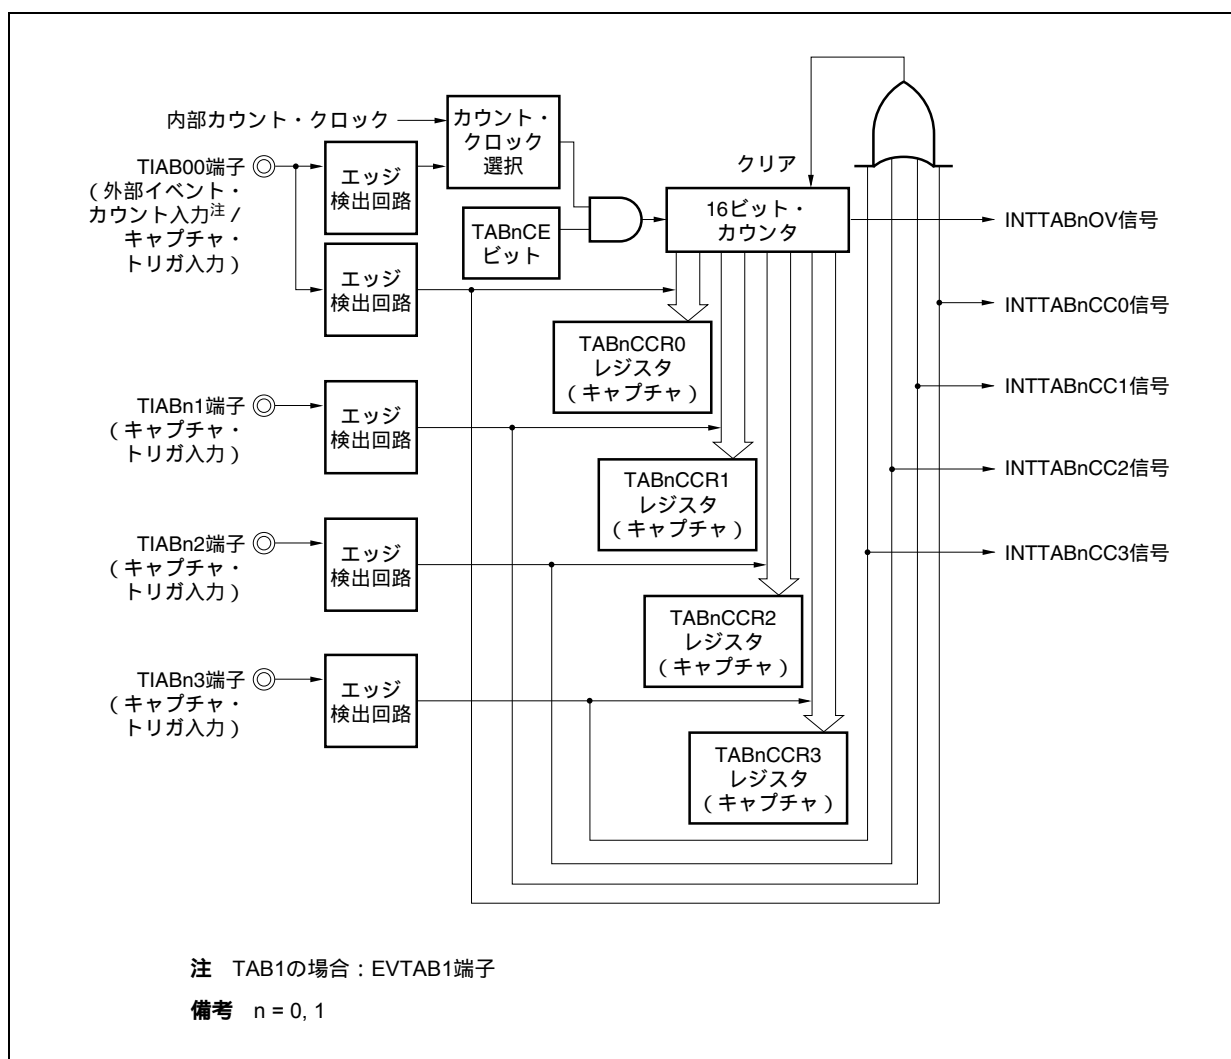 内部カウント・クロック
カウント・
クロック
選択
TIAB00端子
(外部イベント・
カウント入力注/
キャプチャ・
トリガ入力)
エッジ
検出回路
エッジ
検出回路
TABnCE
ビット
クリア
16ビット・
カウンタ
INTTABnOV信号
INTTABnCC0信号
INTTABnCC1信号
INTTABnCC2信号
INTTABnCC3信号
TABnCCR0
レジスタ
(キャプチャ)
TIABn1端子
(キャプチャ・
トリガ入力)
エッジ
検出回路
TABnCCR1
レジスタ
(キャプチャ)
TIABn2端子
(キャプチャ・
トリガ入力)
エッジ
検出回路
TABnCCR2
レジスタ
(キャプチャ)
TIABn3端子
(キャプチャ・
トリガ入力)
エッジ
検出回路
TABnCCR3
レジスタ
(キャプチャ)
注 TAB1の場合:EVTAB1端子
備考 n = 0, 1